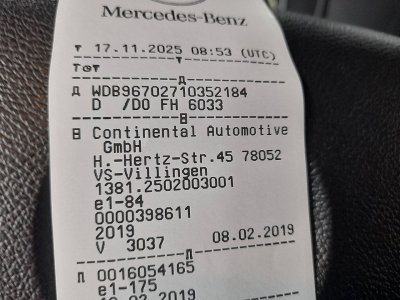 Mercedes-Benz
▼ 17.11.2025 08:53 (UTC)
WDB96702710352184
D /DO FH 6033
B Continental Automotive
GmbH
H.-Hertz-Str.45 78052
VS-Villingen
1381.2502003001
e1-84
0000398611
2019
V 3037 08.02.2019
0016054165
e1-175